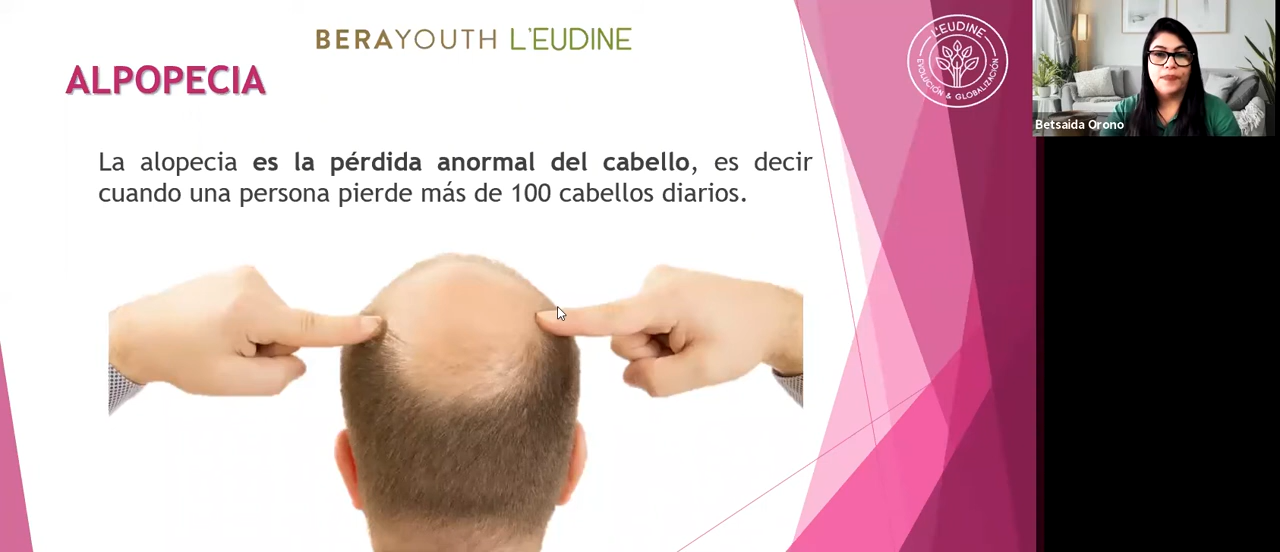 BERAYOUTH L'EUDINE
ALPOPECIA
L'EUDINE
EVOLUCIÓN & GLOBALIZACIÓN
Betsaida Orono
La alopecia es la pérdida anormal del cabello, es decir
cuando una persona pierde más de 100 cabellos diarios.